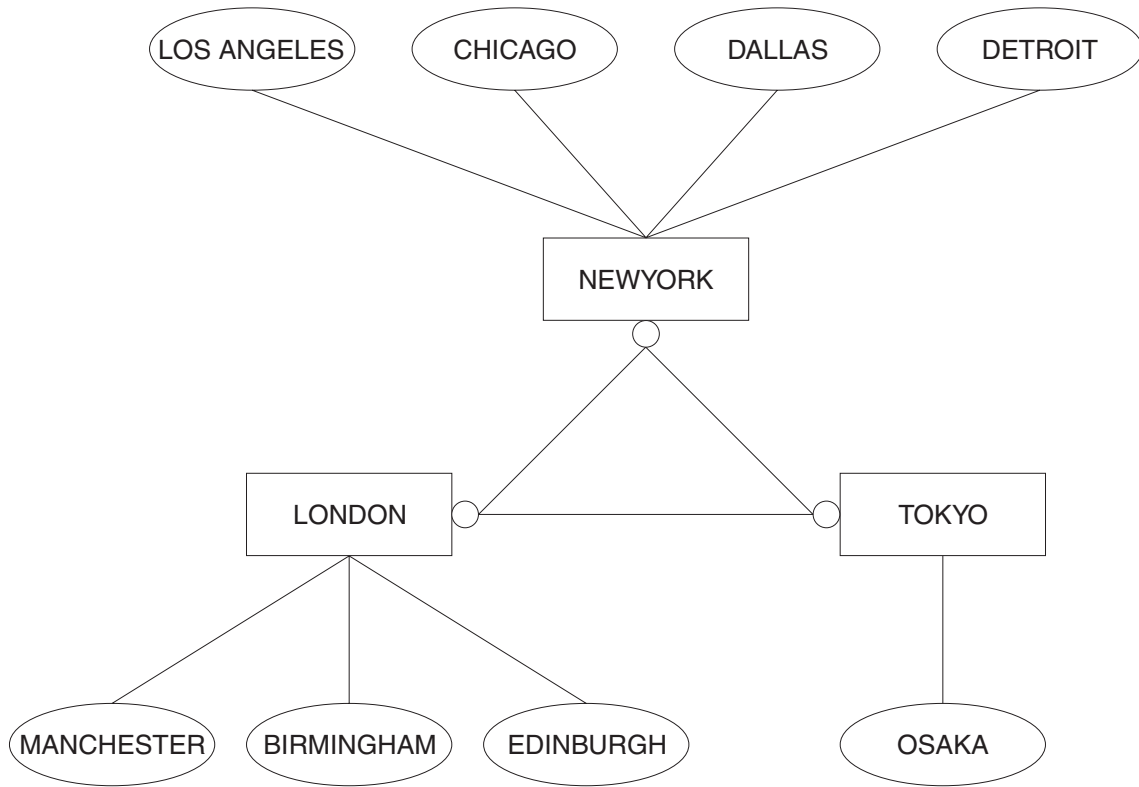 LOS ANGELES
CHICAGO
DALLAS
DETROIT
NEWYORK
LONDON
TOKYO
MANCHESTER
BIRMINGHAM
EDINBURGH
OSAKA